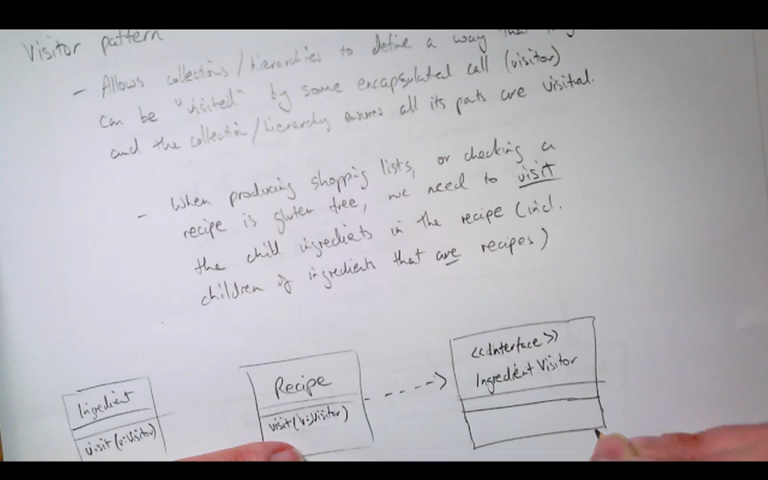 Visitor pattern
- Allows collections/hierarchies to define a way
can be "visited" by some encapsulated call (visitor)
and the collection/hierarchy ensures all its parts are visited.
- When producing shopping lists, or checking a
recipe is gluten free, we need to visit
the child ingredients in the recipe (incl.
children of ingredients that are recipes)
<<Interface>>
Ingredient Visitor
Recipe
visit(v:Visitor)
Ingredient
visit(v:Visitor)